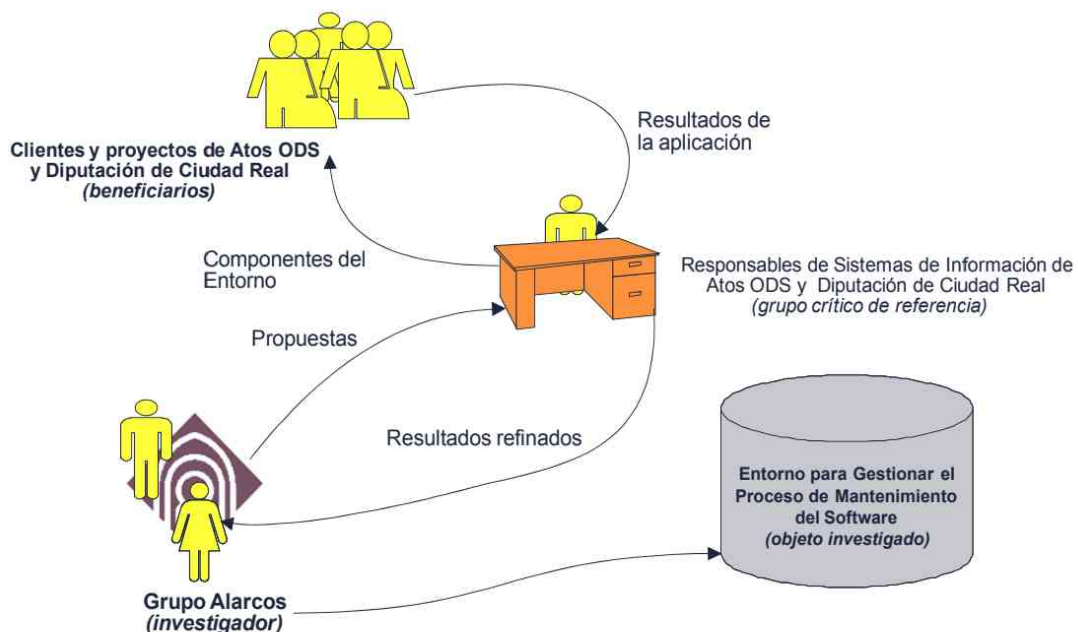 Resultados de
la aplicación
Clientes y proyectos de Atos ODS
y Diputación de Ciudad Real
(beneficiarios)
Componentes del
Entorno
Responsables de Sistemas de Información de
Atos ODS y Diputación de Ciudad Real
(grupo crítico de referencia)
Propuestas
Resultados refinados
Entorno para Gestionar el
Proceso de Mantenimiento
del Software
(objeto investigado)
Grupo Alarcos
(investigador)